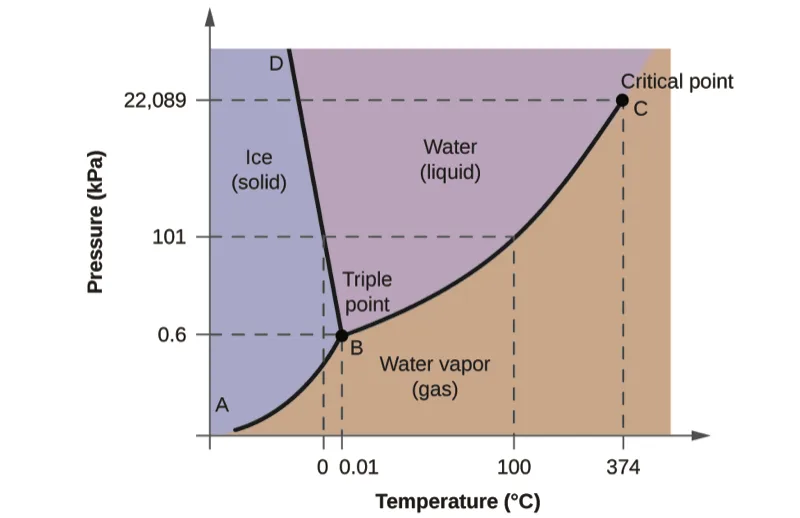 D
Critical point
22,089
C
Ice
(solid)
Water
(liquid)
Pressure (kPa)
101
Triple
point
0.6
B
Water vapor
(gas)
A
0 0.01 100 374
Temperature (°C)